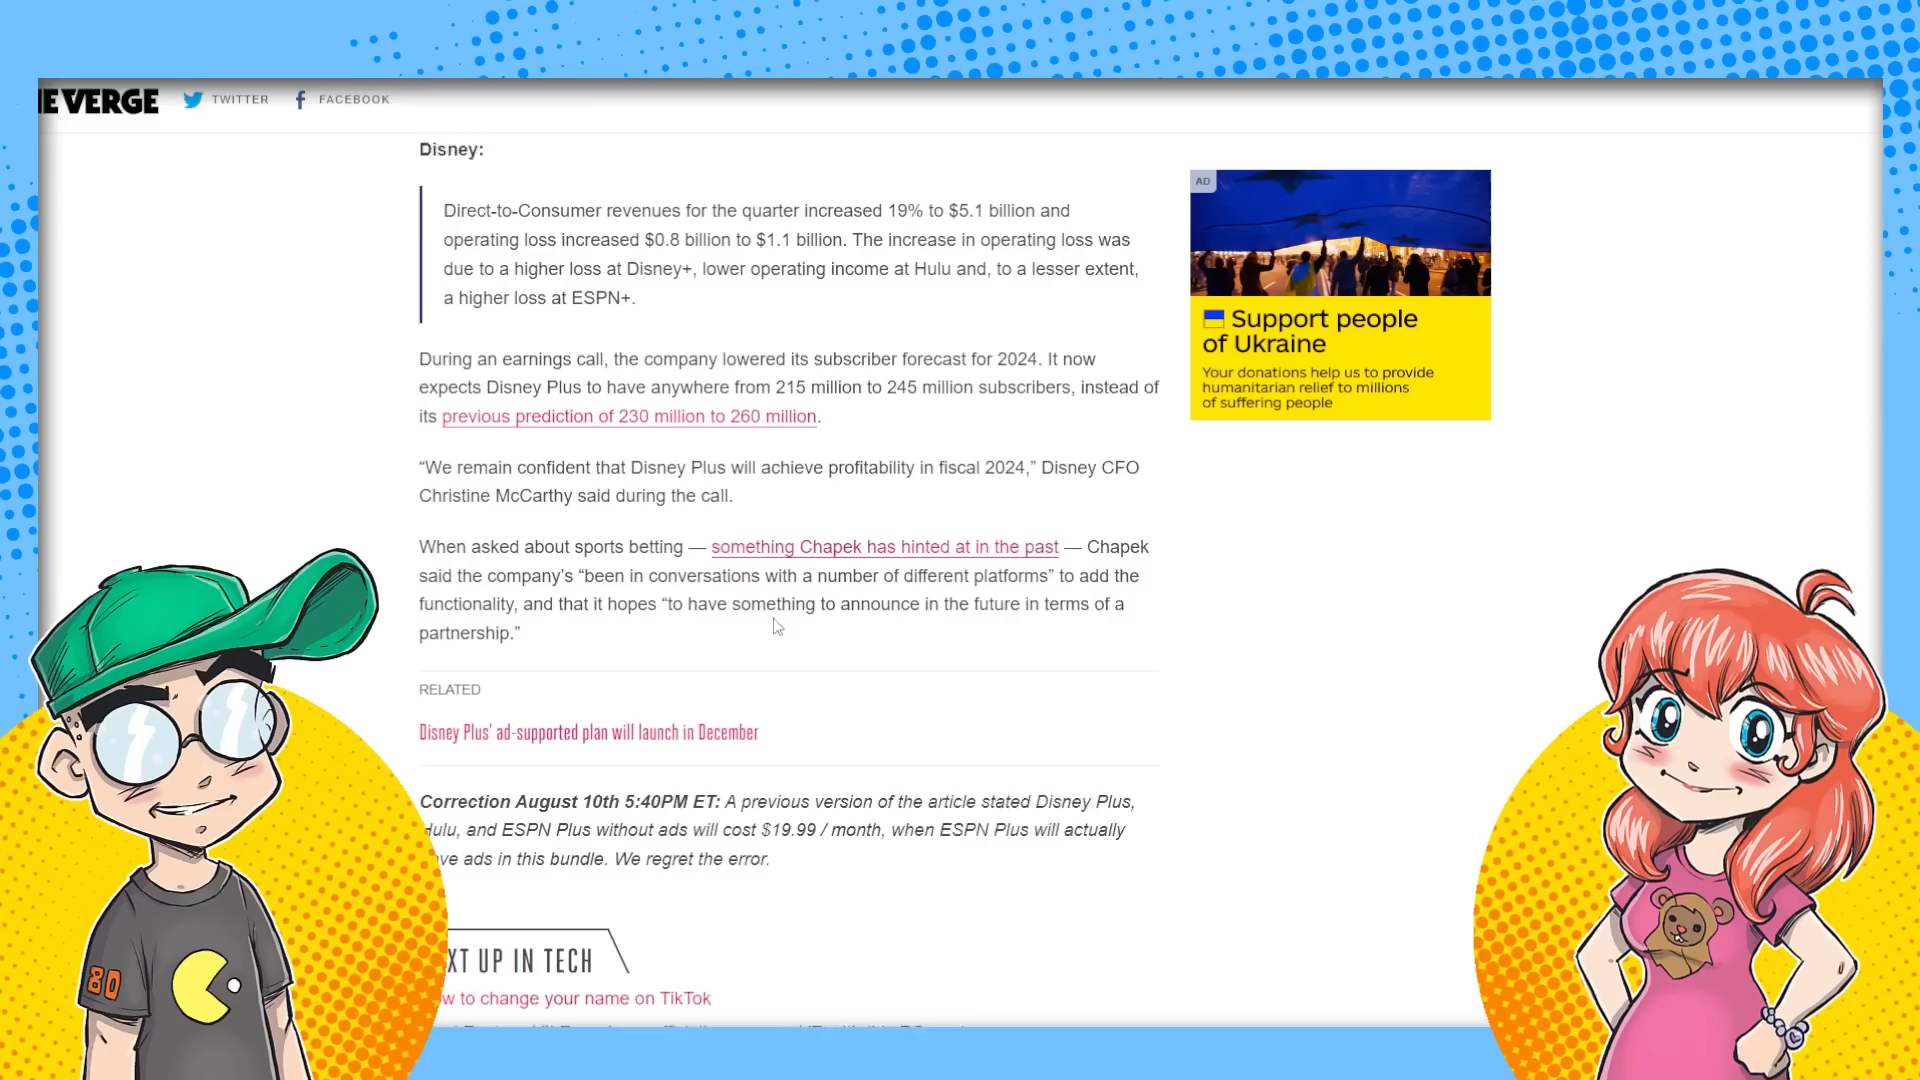 E VERGE TWITTER FACEBOOK
Disney:
Direct-to-Consumer revenues for the quarter increased 19% to $5.1 billion and
operating loss increased $0.8 billion to $1.1 billion. The increase in operating loss was
due to a higher loss at Disney+, lower operating income at Hulu and, to a lesser extent,
a higher loss at ESPN+.
During an earnings call, the company lowered its subscriber forecast for 2024. It now
expects Disney Plus to have anywhere from 215 million to 245 million subscribers, instead of
its previous prediction of 230 million to 260 million.
“We remain confident that Disney Plus will achieve profitability in fiscal 2024,” Disney CFO
Christine McCarthy said during the call.
When asked about sports betting — something Chapek has hinted at in the past — Chapek
said the company’s “been in conversations with a number of different platforms” to add the
functionality, and that it hopes “to have something to announce in the future in terms of a
partnership.”
RELATED
Disney Plus’ ad-supported plan will launch in December
Correction August 10th 5:40PM ET: A previous version of the article stated Disney Plus,
Hulu, and ESPN Plus without ads will cost $19.99 / month, when ESPN Plus will actually
ve ads in this bundle. We regret the error.
XT UP IN TECH
w to change your name on TikTok
AD
Support people
of Ukraine
Your donations help us to provide
humanitarian relief to millions
of suffering people
80